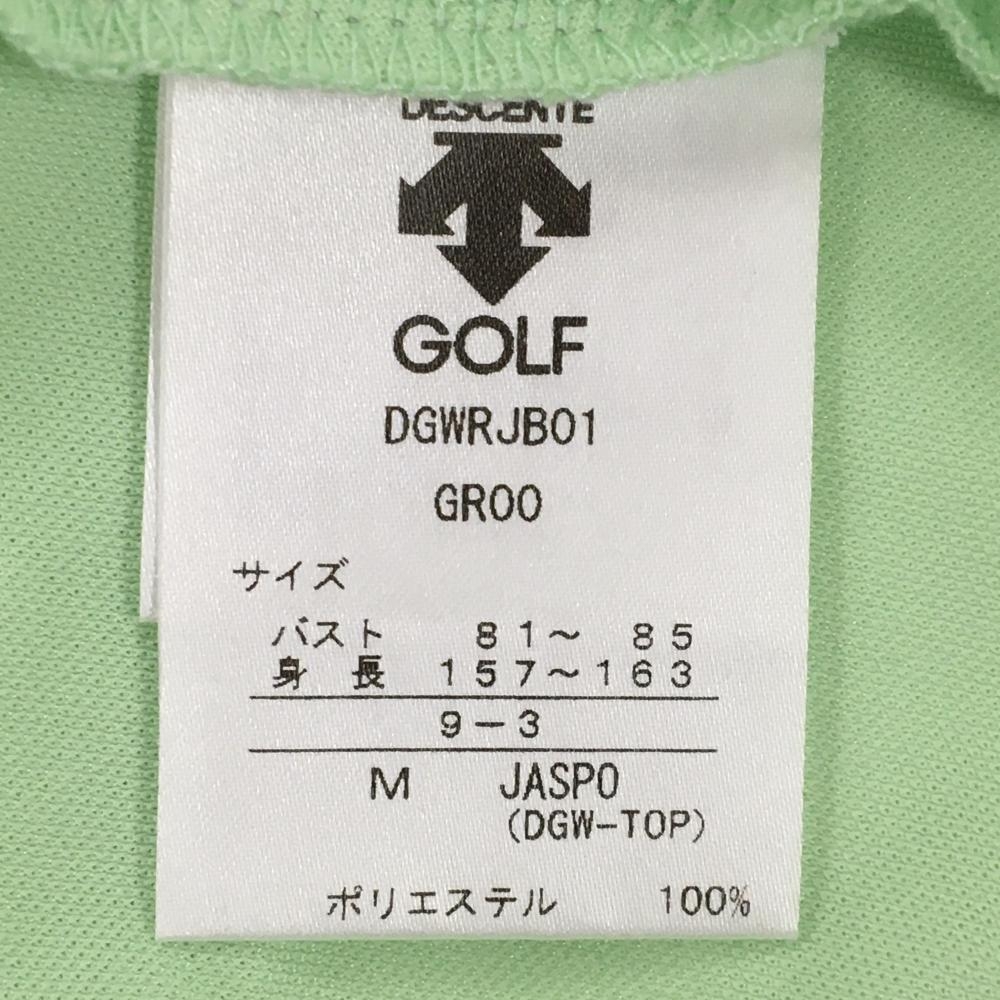 DESCENTE
GOLF
DGWRJB01
GR00
サイズ
バスト 81～ 85
身 長 157～163
9－3
M JASPO
(DGW-TOP)
ポリエステル 100%